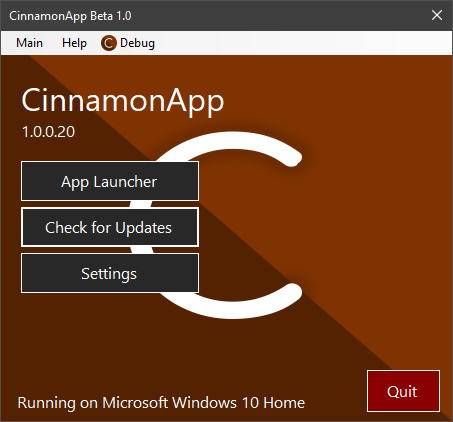 CinnamonApp Beta 1.0
Main Help Debug
CinnamonApp
1.0.0.20
App Launcher
Check for Updates
Settings
Quit
Running on Microsoft Windows 10 Home